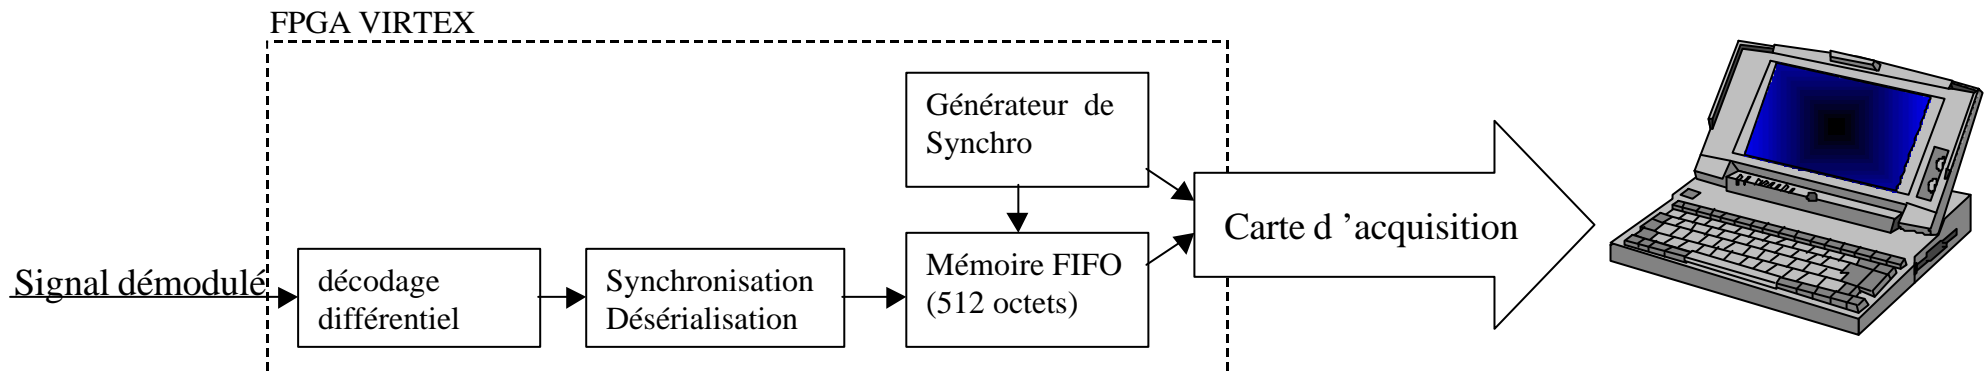 FPGA VIRTEX
Générateur de
Synchro
Carte d ’acquisition
Signal démodulé
décodage
différentiel
Synchronisation
Désérialisation
Mémoire FIFO
(512 octets)